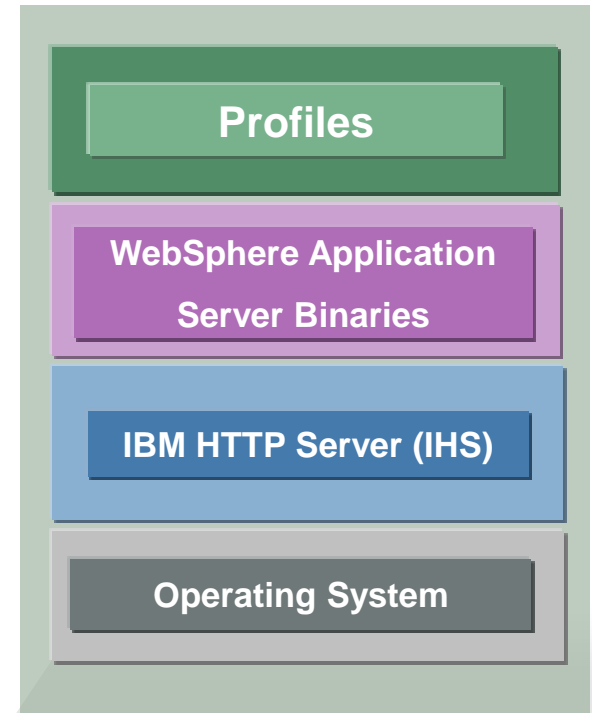 Profiles
WebSphere Application
Server Binaries
IBM HTTP Server (IHS)
Operating System